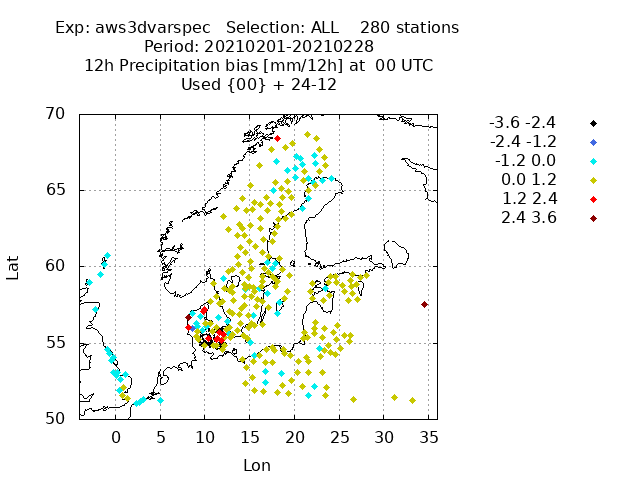 Exp: aws3dvarspec   Selection: ALL    280 stations
Period: 20210201-20210228
12h Precipitation bias [mm/12h] at  00 UTC
Used {00} + 24-12
-3.6 -2.4
-2.4 -1.2
-1.2 0.0
0.0 1.2
1.2 2.4
2.4 3.6
70
65
60
55
50
Lat
0 5 10 15 20 25 30 35
Lon